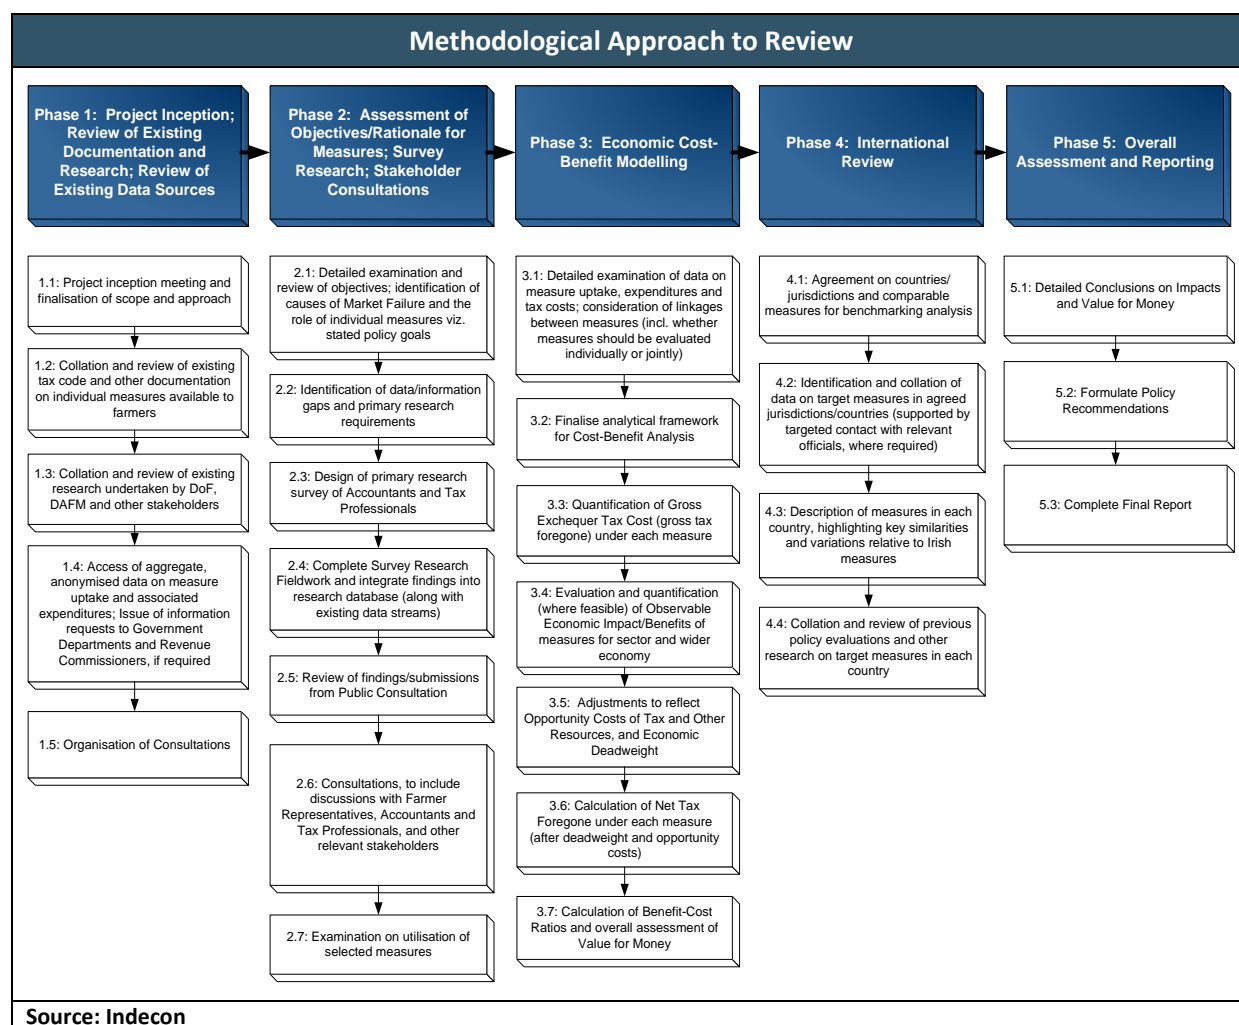 Methodological Approach to Review
Phase 1:  Project Inception;
Review of Existing
Documentation and
Research; Review of
Existing Data Sources
Phase 2:  Assessment of
Objectives/Rationale for
Measures; Survey
Research; Stakeholder
Consultations
Phase 3:  Economic Cost-
Benefit Modelling
Phase 4:  International
Review
Phase 5:  Overall
Assessment and Reporting
1.1: Project inception meeting and
finalisation of scope and approach
1.2: Collation and review of existing
tax code and other documentation
on individual measures available to
farmers
1.3: Collation and review of existing
research undertaken by DoF,
DAFM and other stakeholders
1.4: Access of aggregate,
anonymised data on measure
uptake and associated
expenditures; Issue of information
requests to Government
Departments and Revenue
Commissioners, if required
1.5: Organisation of Consultations
2.1: Detailed examination and
review of objectives; identification of
causes of Market Failure and the
role of individual measures viz.
stated policy goals
2.2: Identification of data/information
gaps and primary research
requirements
2.3: Design of primary research
survey of Accountants and Tax
Professionals
2.4: Complete Survey Research
Fieldwork and integrate findings into
research database (along with
existing data streams)
2.5: Review of findings/submissions
from Public Consultation
2.6: Consultations, to include
discussions with Farmer
Representatives, Accountants and
Tax Professionals, and other
relevant stakeholders
2.7: Examination on utilisation of
selected measures
3.1: Detailed examination of data on
measure uptake, expenditures and
tax costs; consideration of linkages
between measures (incl. whether
measures should be evaluated
individually or jointly)
3.2: Finalise analytical framework
for Cost-Benefit Analysis
3.3: Quantification of Gross
Exchequer Tax Cost (gross tax
foregone) under each measure
3.4: Evaluation and quantification
(where feasible) of Observable
Economic Impact/Benefits of
measures for sector and wider
economy
3.5:  Adjustments to reflect
Opportunity Costs of Tax and Other
Resources, and Economic
Deadweight
3.6: Calculation of Net Tax
Foregone under each measure
(after deadweight and opportunity
costs)
3.7: Calculation of Benefit-Cost
Ratios and overall assessment of
Value for Money
4.1: Agreement on countries/
jurisdictions and comparable
measures for benchmarking analysis
4.2: Identification and collation of
data on target measures in agreed
jurisdictions/countries (supported by
targeted contact with relevant
officials, where required)
4.3: Description of measures in each
country, highlighting key similarities
and variations relative to Irish
measures
4.4: Collation and review of previous
policy evaluations and other
research on target measures in each
country
5.1: Detailed Conclusions on Impacts
and Value for Money
5.2: Formulate Policy
Recommendations
5.3: Complete Final Report
Source: Indecon